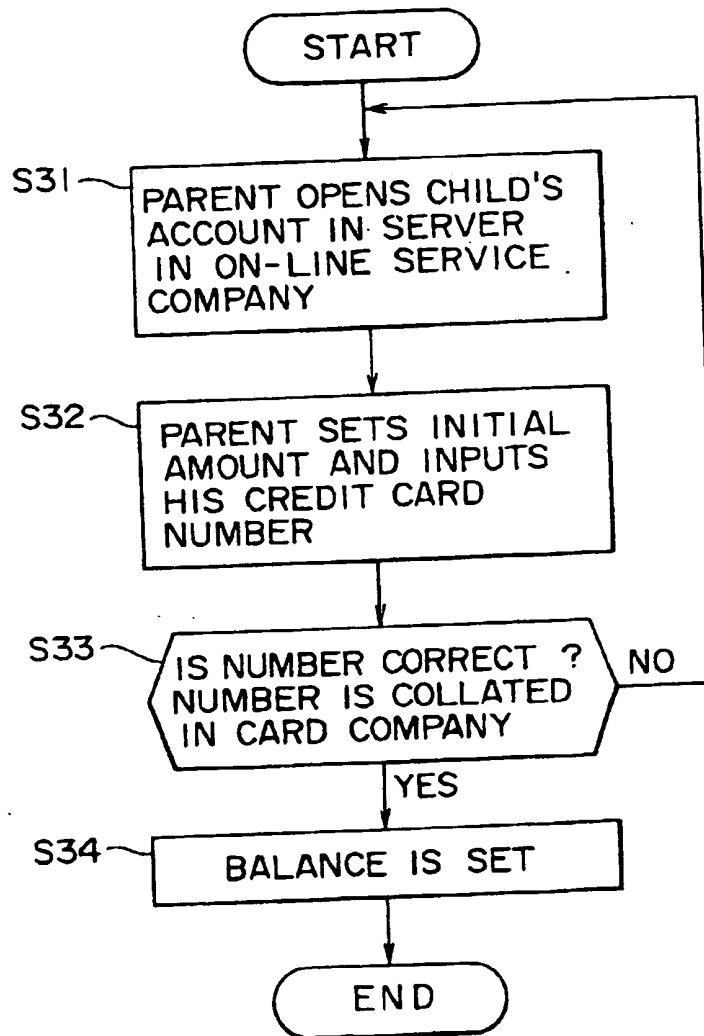 START
S31
PARENT OPENS CHILD'S
ACCOUNT IN SERVER
IN ON-LINE SERVICE
COMPANY
S32
PARENT SETS INITIAL
AMOUNT AND INPUTS
HIS CREDIT CARD
NUMBER
S33
IS NUMBER CORRECT ?
NUMBER IS COLLATED
IN CARD COMPANY
NO
YES
S34
BALANCE IS SET
END